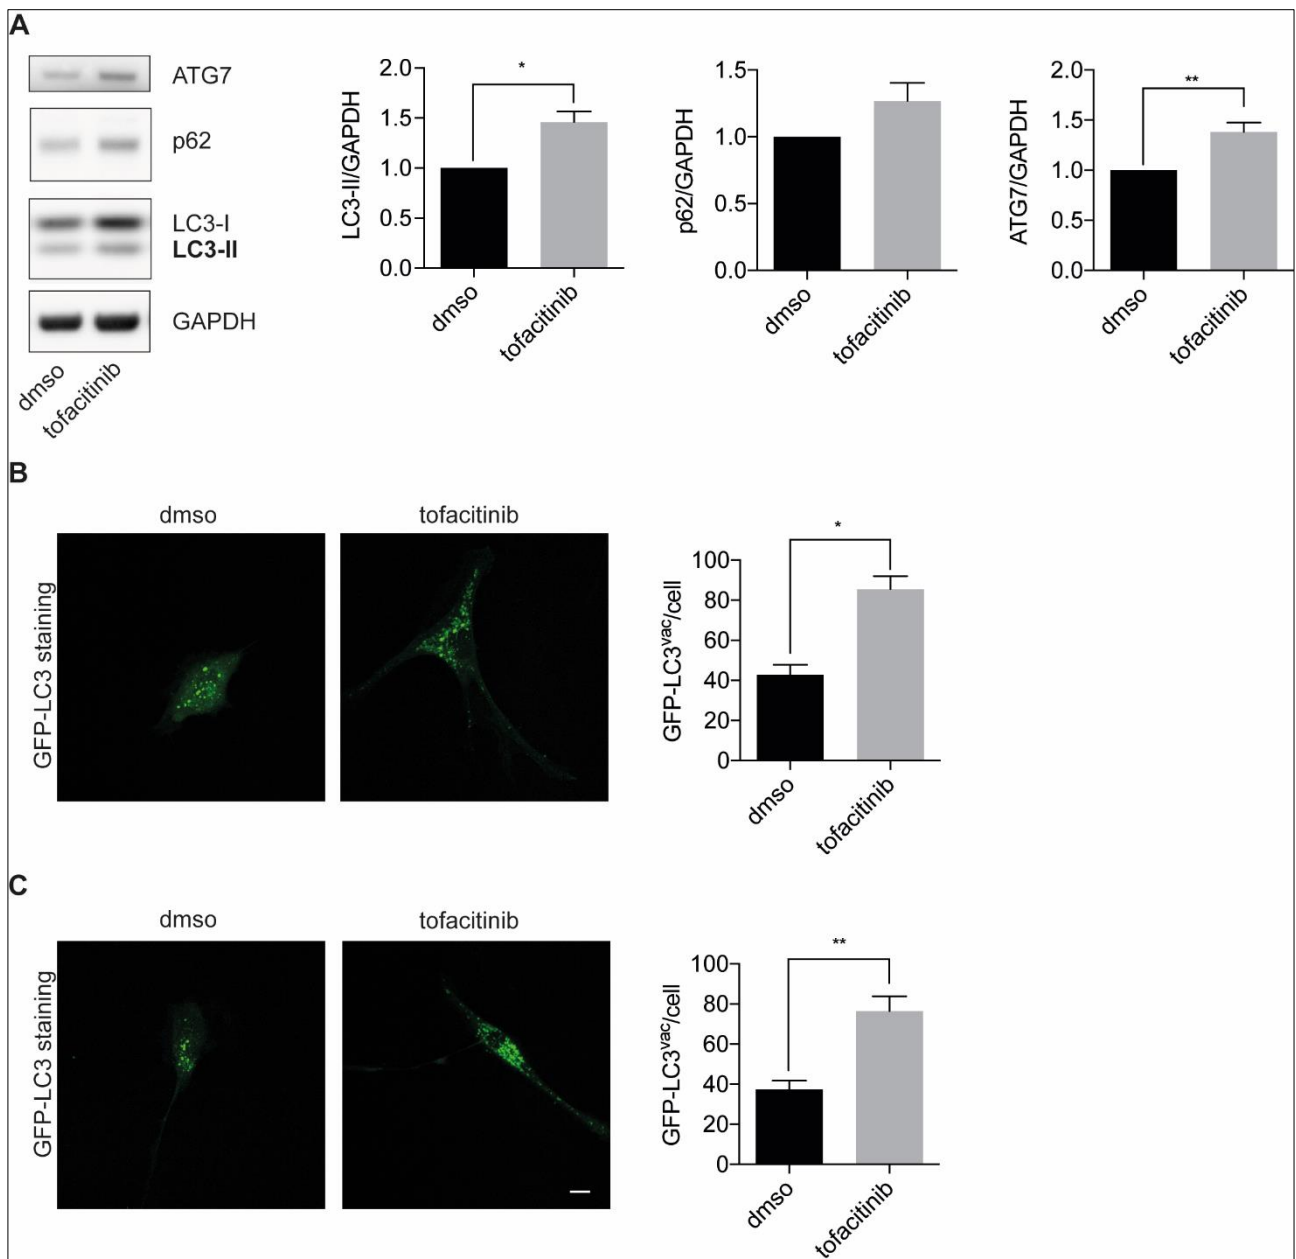 A
ATG7
p62
LC3-I
LC3-II
GAPDH
dmso
tofacitinib
LC3-II/GAPDH
2.0
1.5
1.0
0.5
0.0
*
dmso
tofacitinib
p62/GAPDH
1.5
1.0
0.5
0.0
dmso
tofacitinib
ATG7/GAPDH
2.0
1.5
1.0
0.5
0.0
**
dmso
tofacitinib
B
dmso
tofacitinib
GFP-LC3 staining
GFP-LC3vac/cell
100
80
60
40
20
0
*
dmso
tofacitinib
C
dmso
tofacitinib
GFP-LC3 staining
GFP-LC3vac/cell
100
80
60
40
20
0
**
dmso
tofacitinib